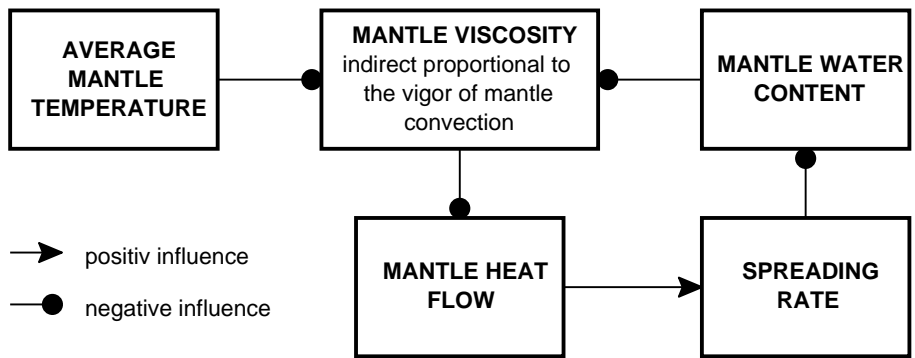 AVERAGE
MANTLE
TEMPERATURE
MANTLE VISCOSITY
indirect proportional to
the vigor of mantle
convection
MANTLE WATER
CONTENT
positiv influence
negative influence
MANTLE HEAT
FLOW
SPREADING
RATE